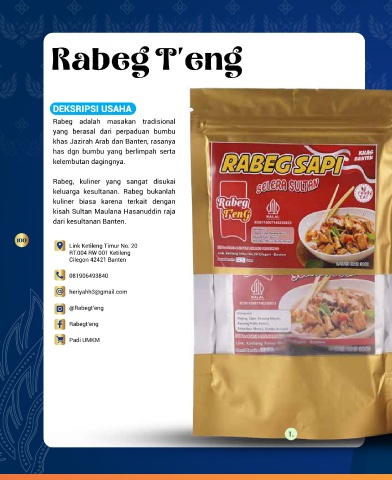 Rabeg T'eng
DEKSRIPSI USAHA
Rabeg adalah masakan tradisional
yang berasal dari perpaduan bumbu
khas Jazirah Arab dan Banten, rasanya
has dgn bumbu yang berlimpah serta
kelembutan dagingnya.
Rabeg, kuliner yang sangat disukai
keluarga kesultanan. Rabeg bukanlah
kuliner biasa karena terkait dengan
kisah Sultan Maulana Hasanuddin raja
dari kesultanan Banten.
100
Link Ketileng Timur No. 20
RT.004 RW 001 Ketileng
Cilegon 42421 Banten
081906493840
heriyahh3@gmail.com
@Rabegt'eng
Rabegt'eng
Padi UMKM
KHAS
BANTEN
RABEG SAPI
SELERA SULTAN
Rabeg
T'enG
HALAL
HALAL
1.